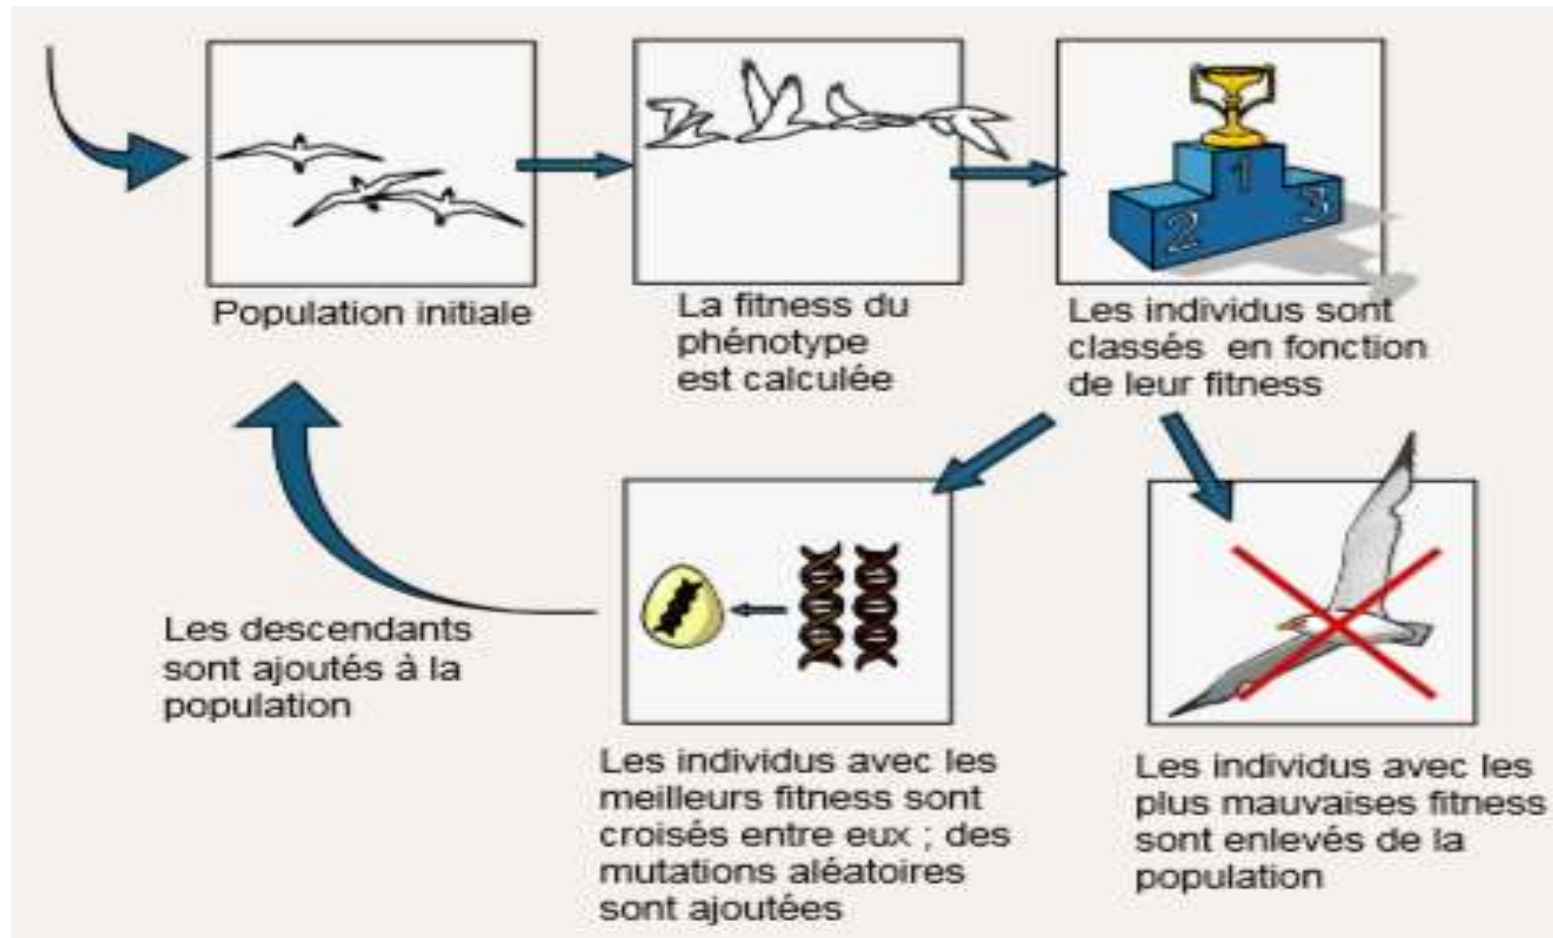 1
2
3
Population initiale
La fitness du
phénotype
est calculée
Les individus sont
classés en fonction
de leur fitness
Les descendants
sont ajoutés à la
population
Les individus avec les
meilleurs fitness sont
croisés entre eux ; des
mutations aléatoires
sont ajoutées
Les individus avec les
plus mauvaises fitness
sont enlevés de la
population